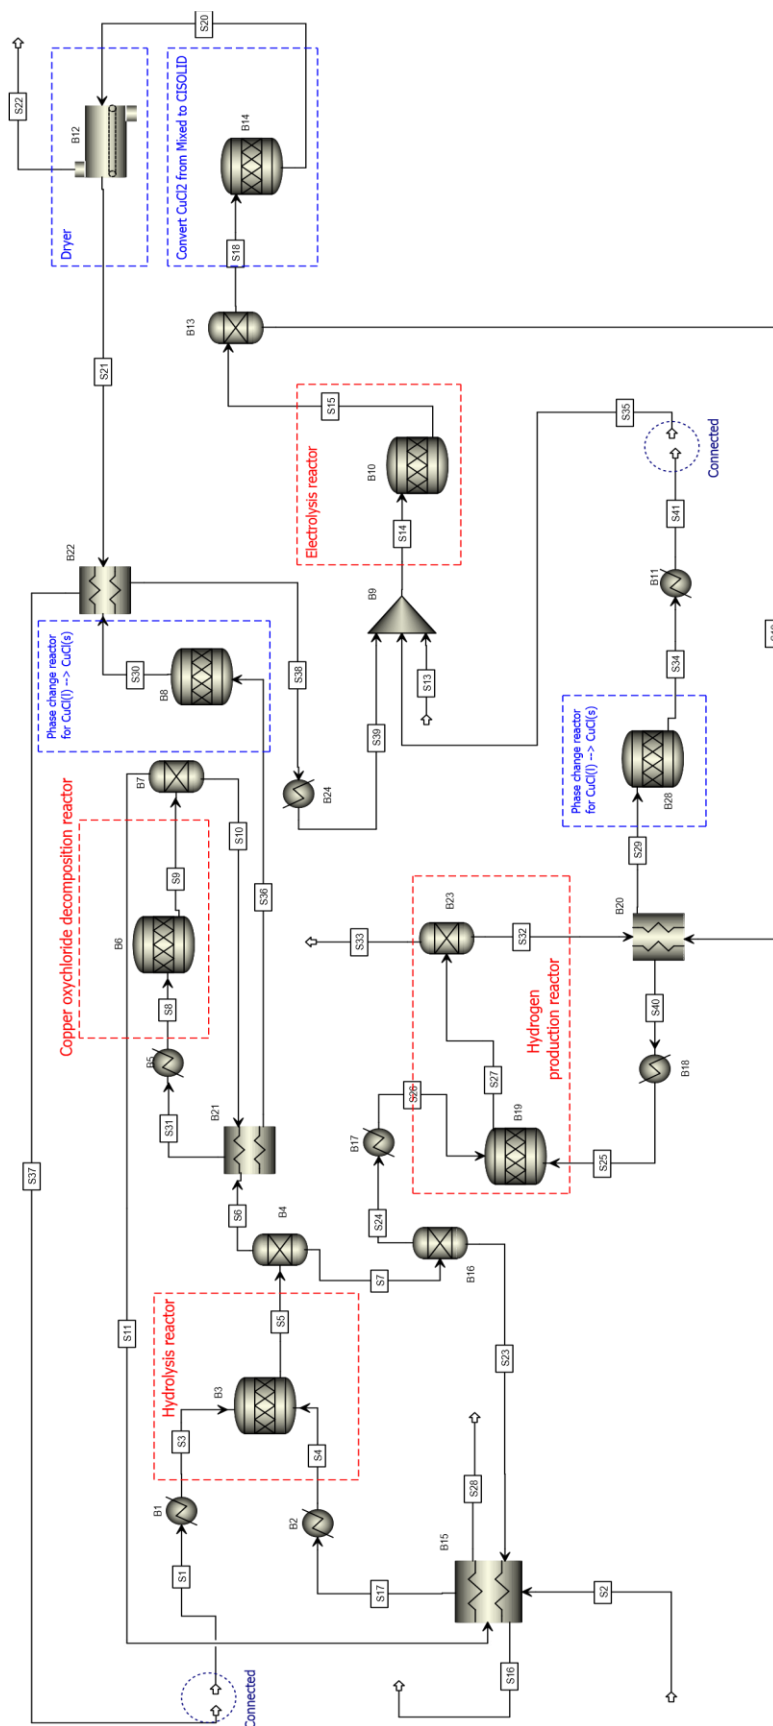 S20
S22
B12
Dryer
B14
Convert CuCl2 from Mixed to CISOLID
S18
B13
S21
S15
Electrolysis reactor
B10
S14
S35
Connected
B22
B9
S41
B11
S13
S34
Phase change reactor
for CuCl(l) --> CuCl(s)
S30
B8
S38
S39
B24
Phase change reactor
for CuCl(l) --> CuCl(s)
B28
B7
S10
S36
S9
Copper oxychloride decomposition reactor
B6
S8
B5
S29
B23
S33
S32
B20
Hydrogen
production reactor
S40
S27
B18
B19
S26
S25
B17
S31
B21
S37
S6
B4
S24
S7
B16
S11
S5
Hydrolysis reactor
B3
S23
S3
S4
S28
B1
B2
B15
S1
S17
S2
S16
Connected